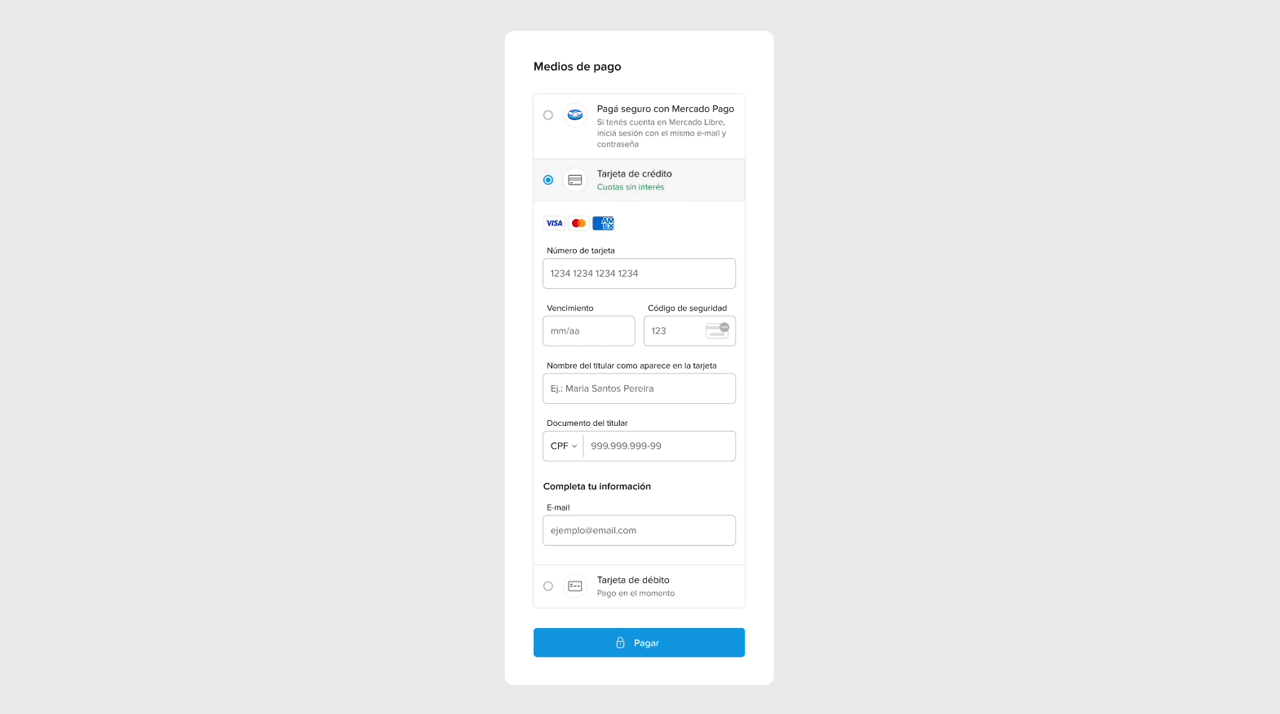 Medios de pago
Pagá seguro con Mercado Pago
Si tenés cuenta en Mercado Libre,
iniciá sesión con el mismo e-mail y
contraseña
Tarjeta de crédito
Cuotas sin interés
VISA
AM
EX
Número de tarjeta
1234 1234 1234 1234
Vencimiento
Código de seguridad
mm/aa
123
Nombre del titular como aparece en la tarjeta
Ej.: Maria Santos Pereira
Documento del titular
CPF
999.999.999-99
Completa tu información
E-mail
ejemplo@email.com
Tarjeta de débito
Pago en el momento
Pagar